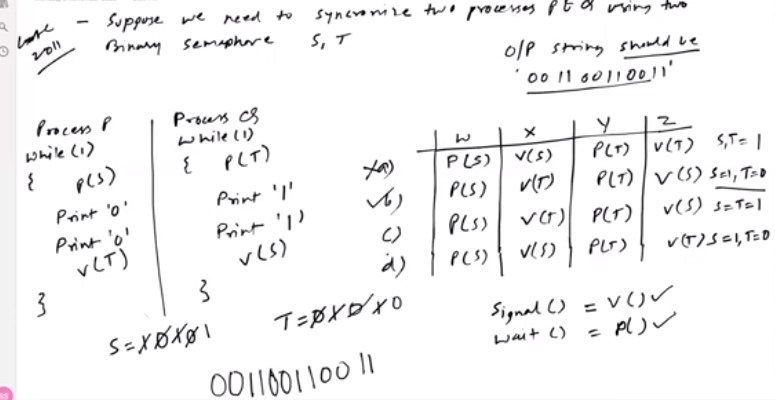 - Suppose we need to syncronize two processes P & Q using two
2011 Binary semaphore S, T
O/P string should be
'001100110011'
Process P
while(1)
{ P(S)
Print '0'
Print '0'
V(T)
}
Process Q
while(1)
{ P(T)
Print '1'
Print '1'
V(S)
}
W X Y Z
a) P(S) V(S) P(T) V(T) S,T=1
b) P(S) V(T) P(T) V(S) S=1, T=0
c) P(S) V(T) P(T) V(S) S=T=1
d) P(S) V(S) P(T) V(T) S=1, T=0
Signal() = V() ✓
wait() = P() ✓
S=1 0 1 0 1
T=0 1 0 1 0
001100110011
55